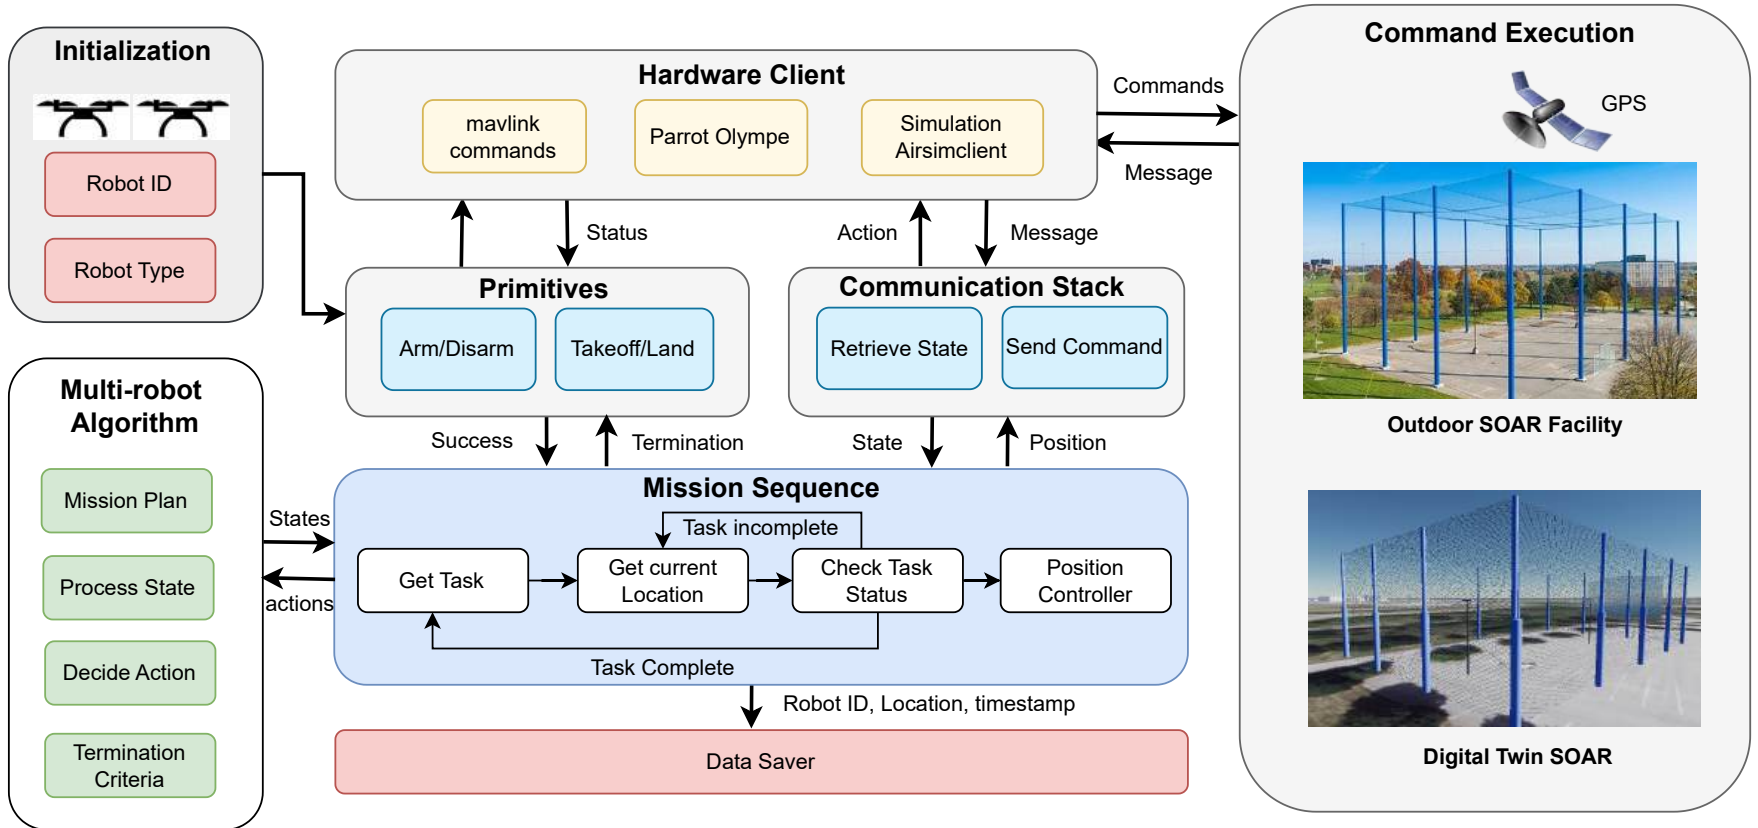 Initialization
Robot ID
Robot Type
Multi-robot
Algorithm
Mission Plan
Process State
Decide Action
Termination
Criteria
States
actions
Hardware Client
mavlink
commands
Parrot Olympe
Simulation
Airsimclient
Commands
Message
Status
Action
Message
Primitives
Arm/Disarm
Takeoff/Land
Communication Stack
Retrieve State
Send Command
Success
Termination
State
Position
Mission Sequence
Task incomplete
Get Task
Get current
Location
Check Task
Status
Position
Controller
Task Complete
Robot ID, Location, timestamp
Data Saver
Command Execution
GPS
Outdoor SOAR Facility
Digital Twin SOAR